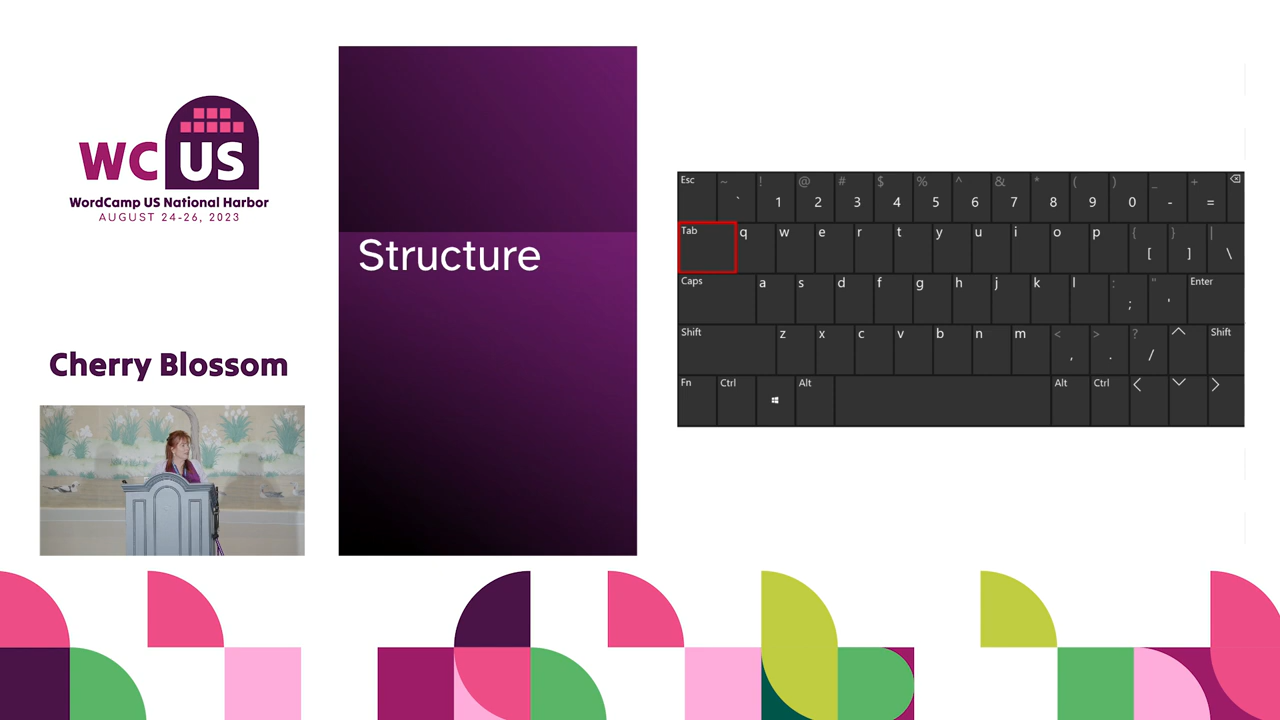 WC US
WordCamp US National Harbor
AUGUST 24-26, 2023
Cherry Blossom
Structure
Esc ~ ` ! 1 @ 2 # 3 $ 4 % 5 ^ 6 & 7 * 8 ( 9 ) 0 _ - + =
Tab q w e r t y u i o p { [ } ] | \
Caps a s d f g h j k l : ; " ' Enter
Shift z x c v b n m < , > . ? / Shift
Fn Ctrl Alt Alt Ctrl